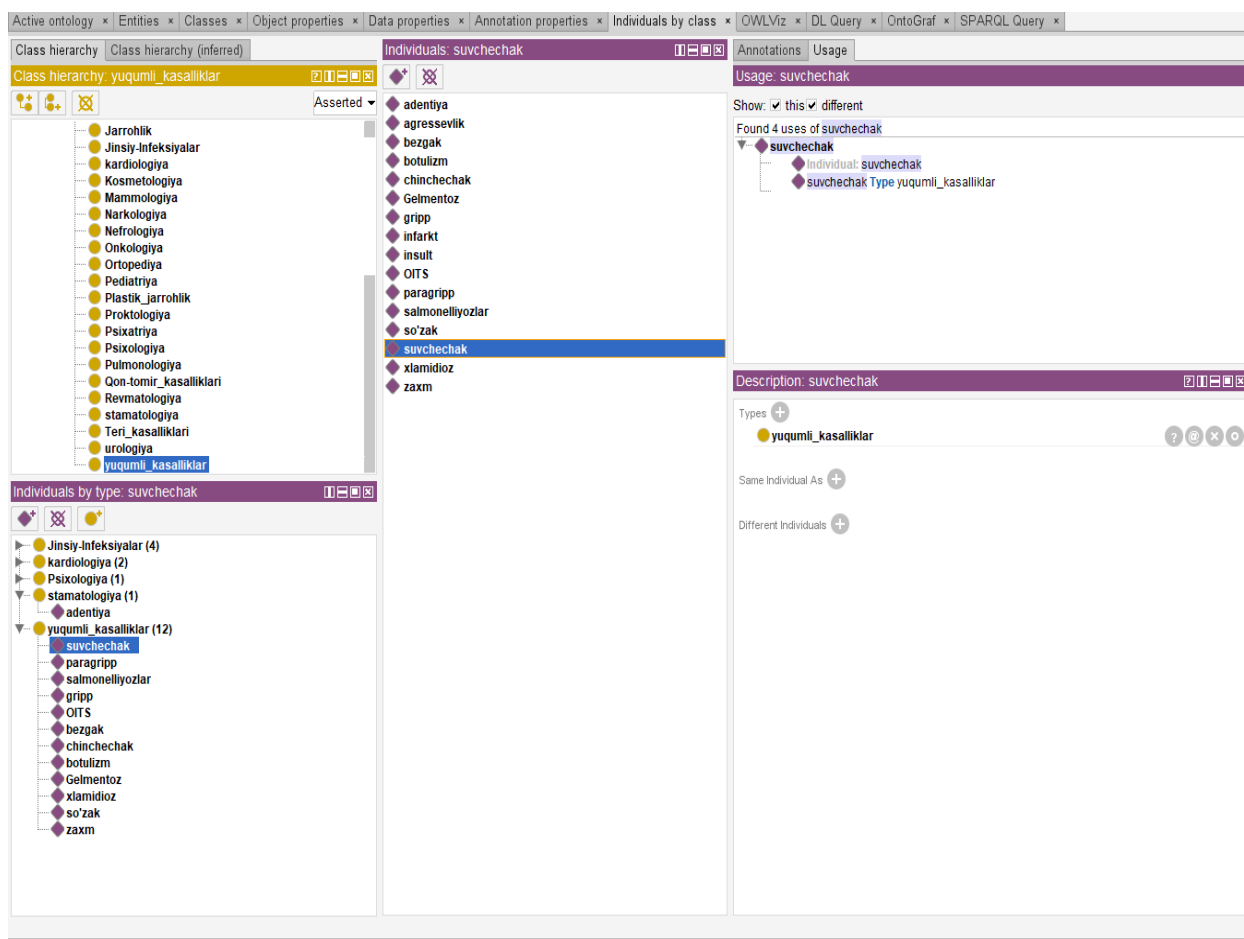 Active ontology × Entities × Classes × Object properties × Data properties × Annotation properties × Individuals by class × OWLViz × DL Query × OntoGraf × SPARQL Query ×
Class hierarchy Class hierarchy (inferred)
Class hierarchy: yuqumli_kasalliklar
Asserted
Jarrohlik
Jinsiy-Infeksiyalar
kardiologiya
Kosmetologiya
Mammologiya
Narkologiya
Nefrologiya
Onkologiya
Ortopediya
Pediatriya
Plastik_jarrohlik
Proktologiya
Psixatriya
Psixologiya
Pulmonologiya
Qon-tomir_kasalliklari
Revmatologiya
stamatologiya
Teri_kasalliklari
urologiya
yuqumli_kasalliklar
Individuals by type: suvchechak
Jinsiy-Infeksiyalar (4)
kardiologiya (2)
Psixologiya (1)
stamatologiya (1)
adentiya
yuqumli_kasalliklar (12)
suvchechak
paragripp
salmonelliyozlar
gripp
OITS
bezgak
chinchechak
botulizm
Gelmentoz
xlamidioz
so'zak
zaxm
Individuals: suvchechak
adentiya
agressevlik
bezgak
botulizm
chinchechak
Gelmentoz
gripp
infarkt
insult
OITS
paragripp
salmonelliyozlar
so'zak
suvchechak
xlamidioz
zaxm
Annotations Usage
Usage: suvchechak
Show: this different
Found 4 uses of suvchechak
suvchechak
Individual: suvchechak
suvchechak Type yuqumli_kasalliklar
Description: suvchechak
Types
yuqumli_kasalliklar
Same Individual As
Different Individuals